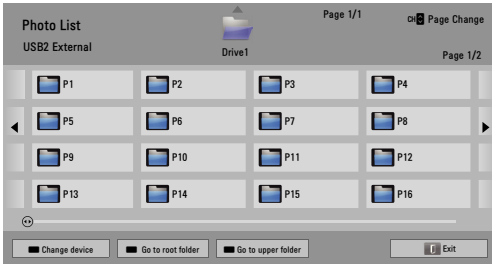 Photo List
USB2 External
Drive1
Page 1/1
CH Page Change
Page 1/2
P1 P2 P3 P4
P5 P6 P7 P8
P9 P10 P11 P12
P13 P14 P15 P16
Change device Go to root folder Go to upper folder Exit